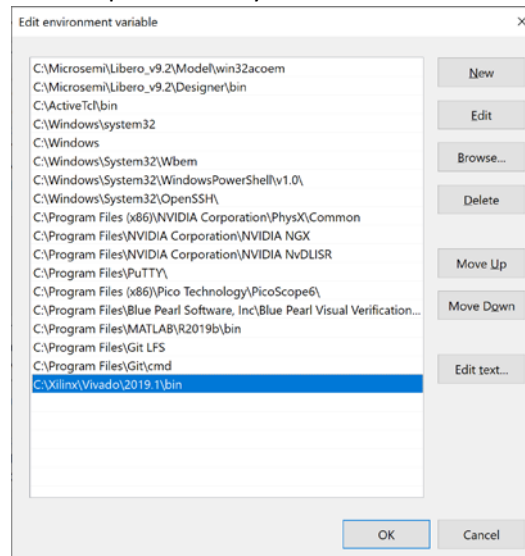 Edit environment variable
C:\Microsemi\Libero_v9.2\Model\win32acoem
C:\Microsemi\Libero_v9.2\Designer\bin
C:\ActiveTcl\bin
C:\Windows\system32
C:\Windows
C:\Windows\System32\Wbem
C:\Windows\System32\WindowsPowerShell\v1.0\
C:\Windows\System32\OpenSSH\
C:\Program Files (x86)\NVIDIA Corporation\PhysX\Common
C:\Program Files\NVIDIA Corporation\NVIDIA NGX
C:\Program Files\NVIDIA Corporation\NVIDIA NvDLISR
C:\Program Files\PuTTY\
C:\Program Files (x86)\Pico Technology\PicoScope6\
C:\Program Files\Blue Pearl Software, Inc\Blue Pearl Visual Verification...
C:\Program Files\MATLAB\R2019b\bin
C:\Program Files\Git LFS
C:\Program Files\Git\cmd
C:\Xilinx\Vivado\2019.1\bin
New
Edit
Browse...
Delete
Move Up
Move Down
Edit text...
OK
Cancel